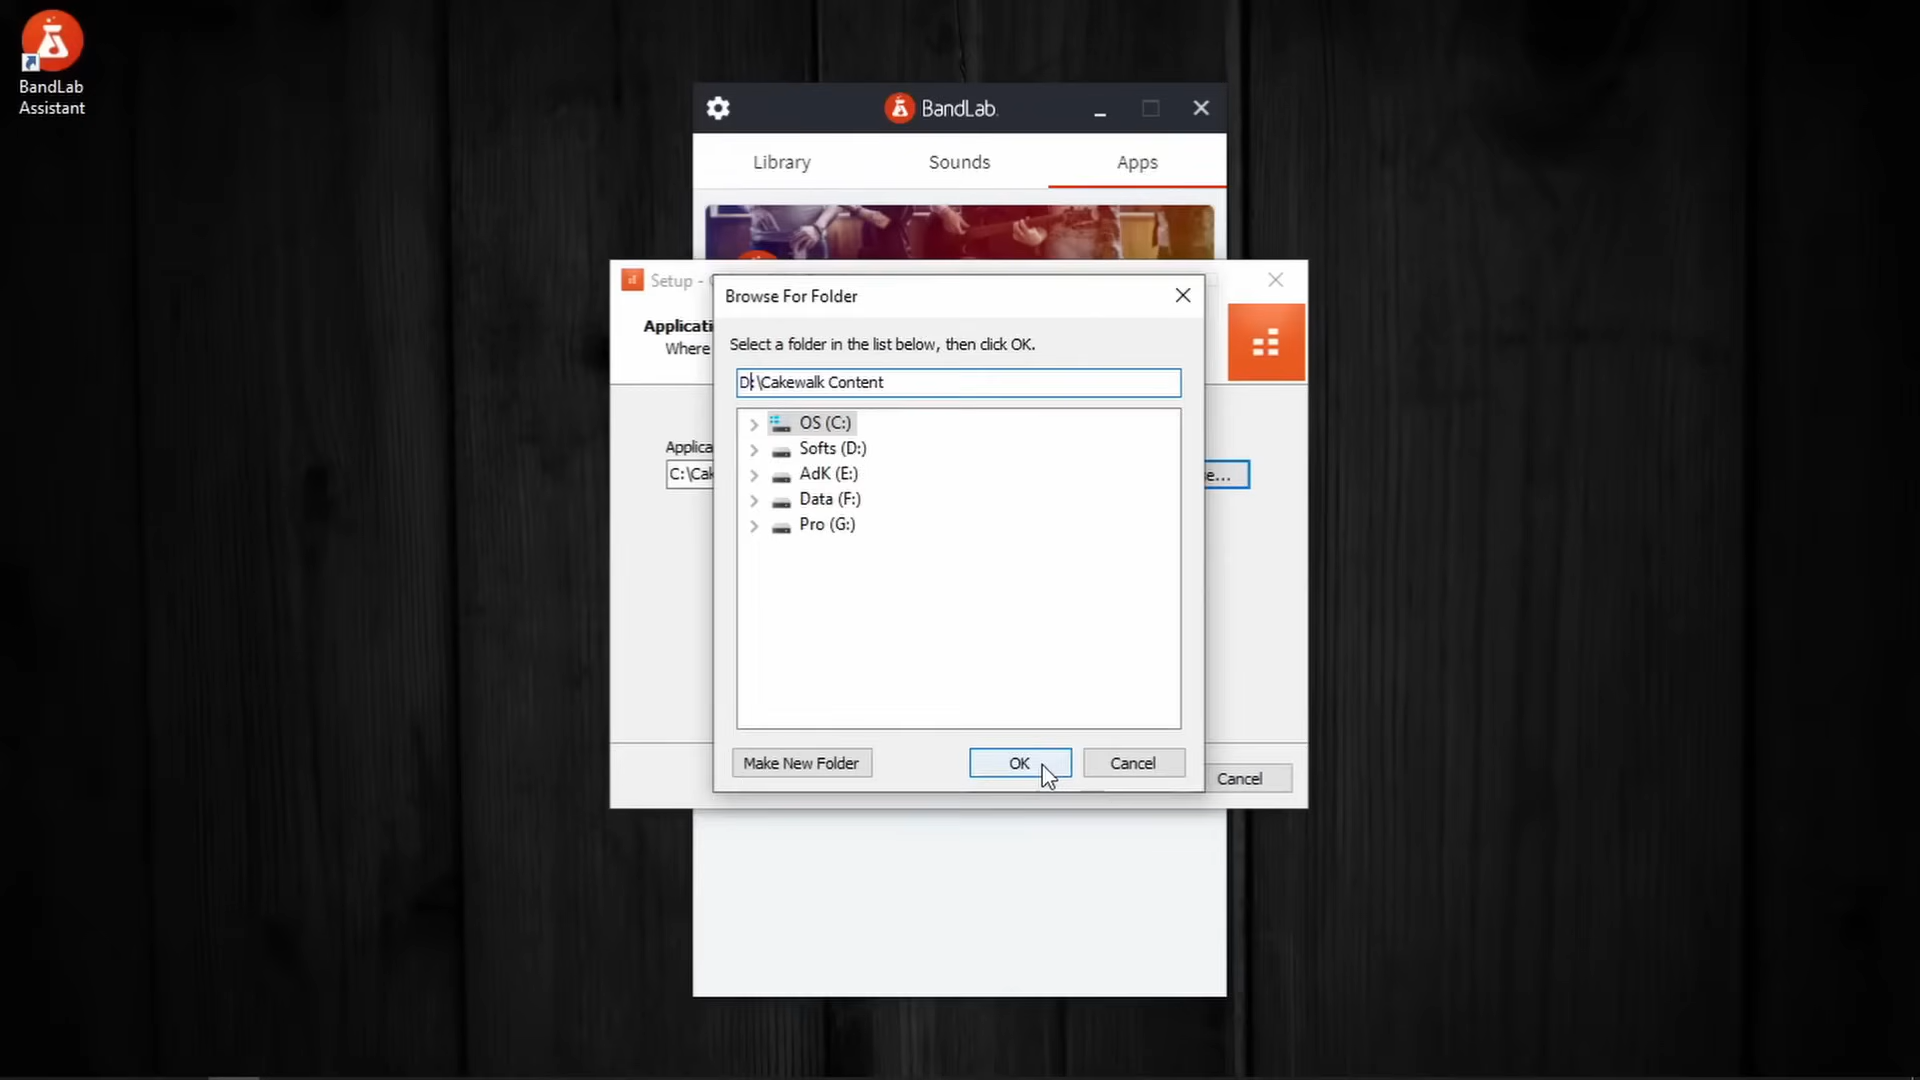 BandLab
Assistant
BandLab
Library
Sounds
Apps
Setup -
Browse For Folder
Applicati
Where
Select a folder in the list below, then click OK.
D:\Cakewalk Content
OS (C:)
Applica
Softs (D:)
C:\Cak
AdK (E:)
e...
Data (F:)
Pro (G:)
Make New Folder
OK
Cancel
Cancel